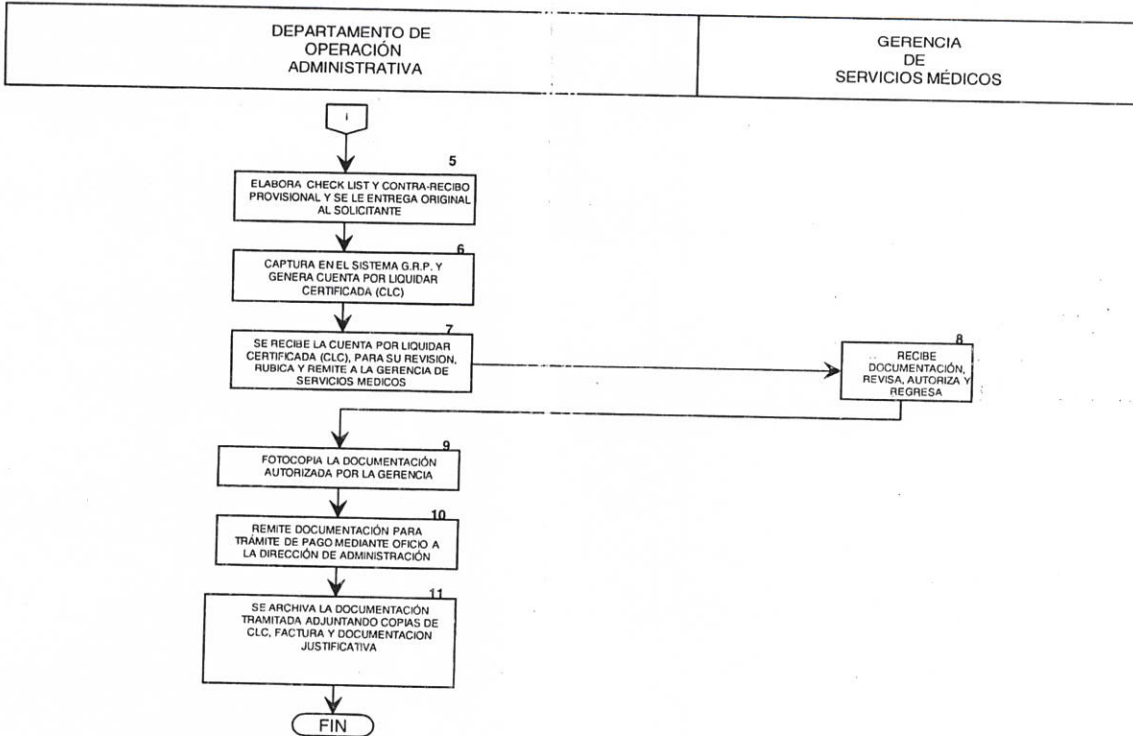 DEPARTAMENTO DE
OPERACIÓN
ADMINISTRATIVA
GERENCIA
DE
SERVICIOS MÉDICOS
5
ELABORA CHECK LIST Y CONTRA-RECIBO
PROVISIONAL Y SE LE ENTREGA ORIGINAL
AL SOLICITANTE
6
CAPTURA EN EL SISTEMA G.R.P. Y
GENERA CUENTA POR LIQUIDAR
CERTIFICADA (CLC)
7
SE RECIBE LA CUENTA POR LIQUIDAR
CERTIFICADA (CLC), PARA SU REVISION,
RUBICA Y REMITE A LA GERENCIA DE
SERVICIOS MEDICOS
8
RECIBE
DOCUMENTACIÓN,
REVISA, AUTORIZA Y
REGRESA
9
FOTOCOPIA LA DOCUMENTACIÓN
AUTORIZADA POR LA GERENCIA
10
REMITE DOCUMENTACIÓN PARA
TRÁMITE DE PAGO MEDIANTE OFICIO A
LA DIRECCIÓN DE ADMINISTRACIÓN
11
SE ARCHIVA LA DOCUMENTACIÓN
TRAMITADA ADJUNTANDO COPIAS DE
CLC, FACTURA Y DOCUMENTACION
JUSTIFICATIVA
FIN